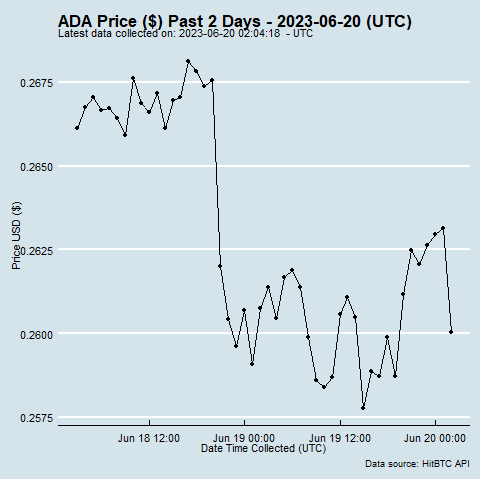 ADA Price ($) Past 2 Days - 2023-06-20 (UTC)
Latest data collected on: 2023-06-20 02:04:18  - UTC
0.2675
0.2650
0.2625
0.2600
0.2575
Price USD ($)
Jun 18 12:00 Jun 19 00:00 Jun 19 12:00 Jun 20 00:00
Date Time Collected (UTC)
Data source: HitBTC API